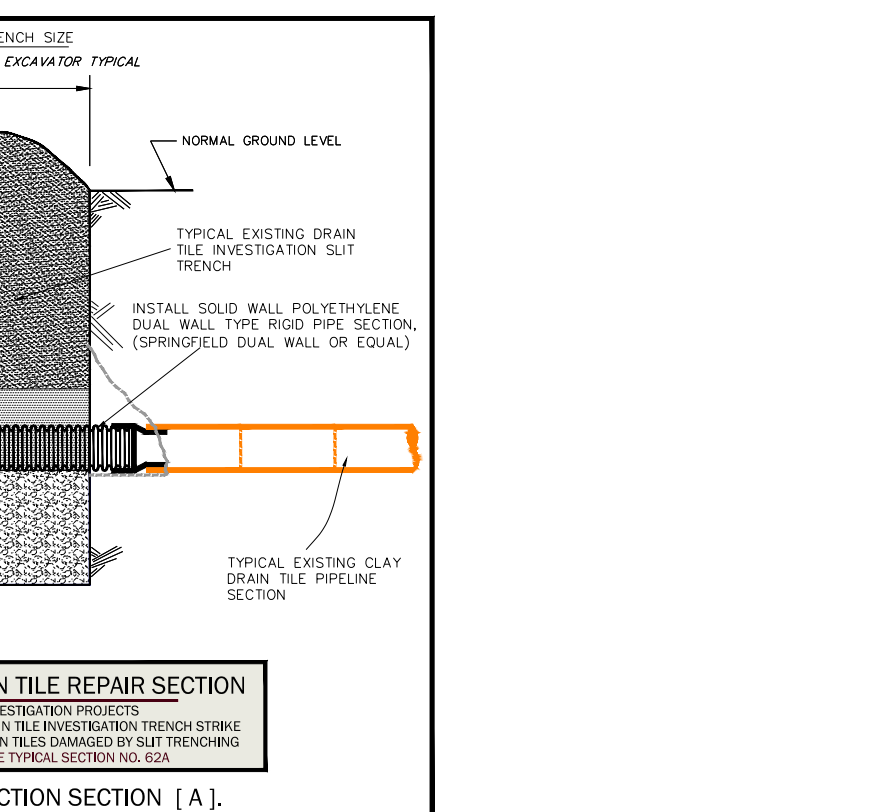 ENCH SIZE
EXCAVATOR TYPICAL
NORMAL GROUND LEVEL
TYPICAL EXISTING DRAIN
TILE INVESTIGATION SLIT
TRENCH
INSTALL SOLID WALL POLYETHYLENE
DUAL WALL TYPE RIGID PIPE SECTION,
(SPRINGFIELD DUAL WALL OR EQUAL)
TYPICAL EXISTING CLAY
DRAIN TILE PIPELINE
SECTION
N TILE REPAIR SECTION
ESTIGATION PROJECTS
N TILE INVESTIGATION TRENCH STRIKE
N TILES DAMAGED BY SLIT TRENCHING
E TYPICAL SECTION NO. 62A
CTION SECTION [ A ].